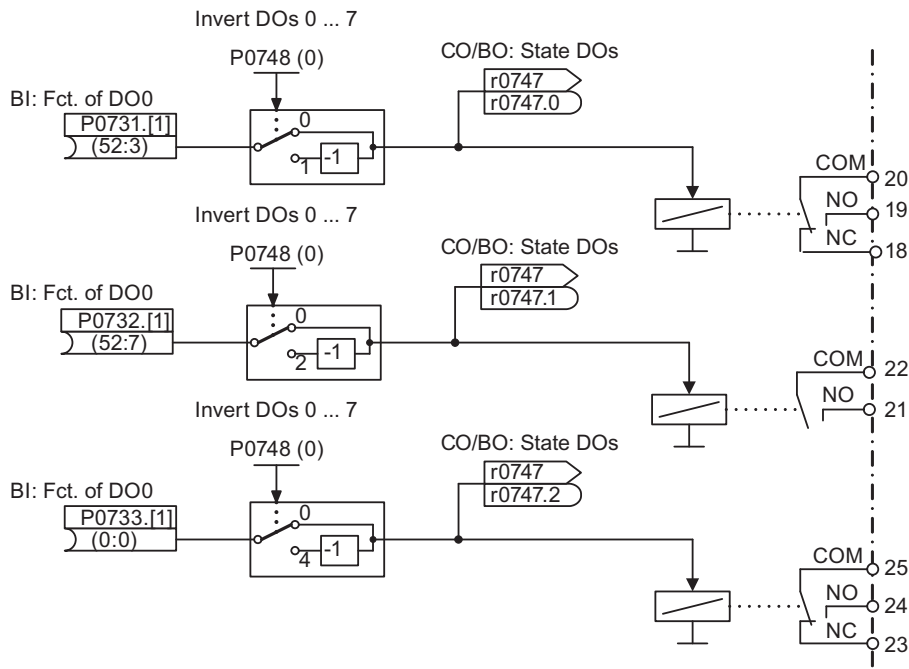 Invert DOs 0 ... 7
P0748 (0)
CO/BO: State DOs
r0747
r0747.0
BI: Fct. of DO0
P0731.[1]
(52:3)
0
1
-1
COM
20
NO
19
NC
18
Invert DOs 0 ... 7
P0748 (0)
CO/BO: State DOs
r0747
r0747.1
BI: Fct. of DO0
P0732.[1]
(52:7)
0
2
-1
COM
22
NO
21
Invert DOs 0 ... 7
P0748 (0)
CO/BO: State DOs
r0747
r0747.2
BI: Fct. of DO0
P0733.[1]
(0:0)
0
4
-1
COM
25
NO
24
NC
23